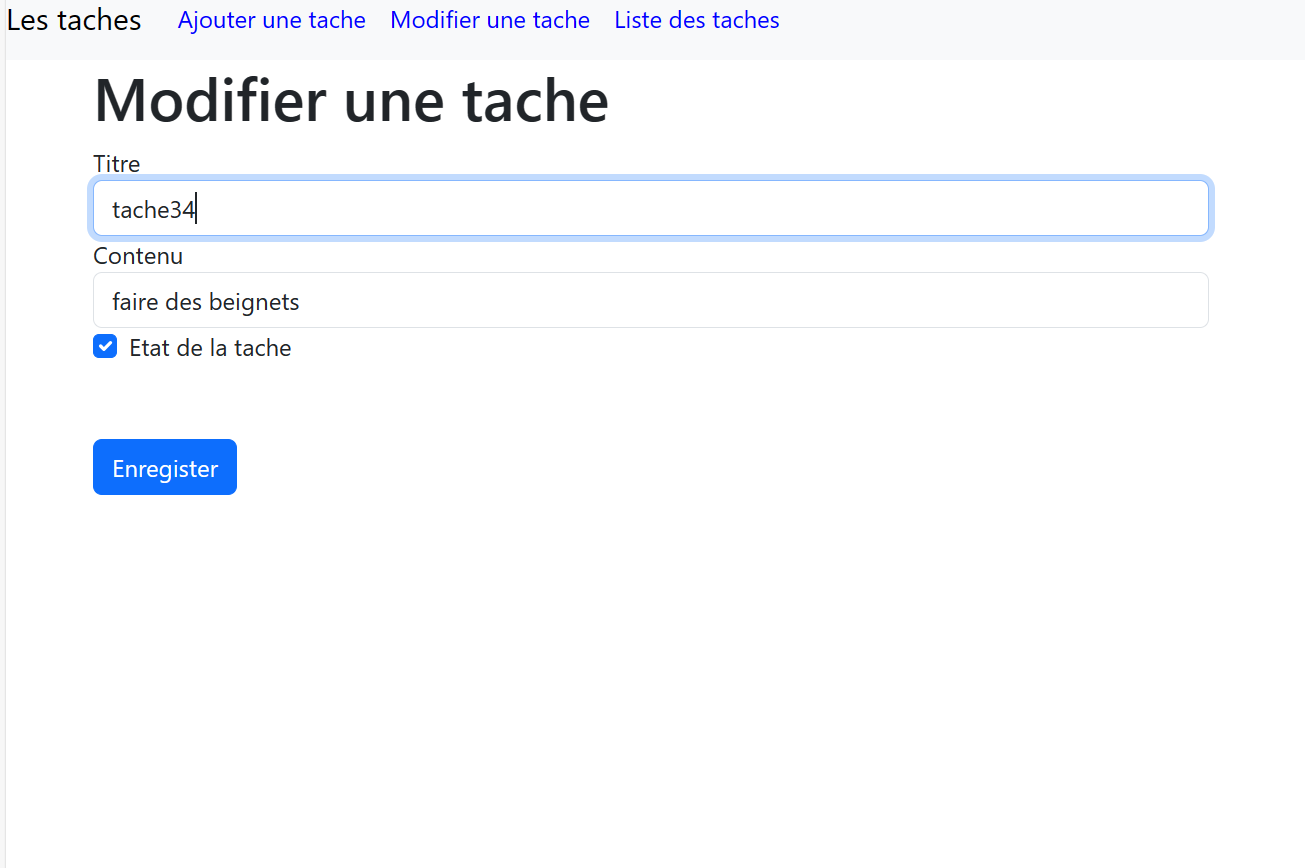 Les taches Ajouter une tache Modifier une tache Liste des taches
Modifier une tache
Titre
tache34
Contenu
faire des beignets
Etat de la tache
Enregister